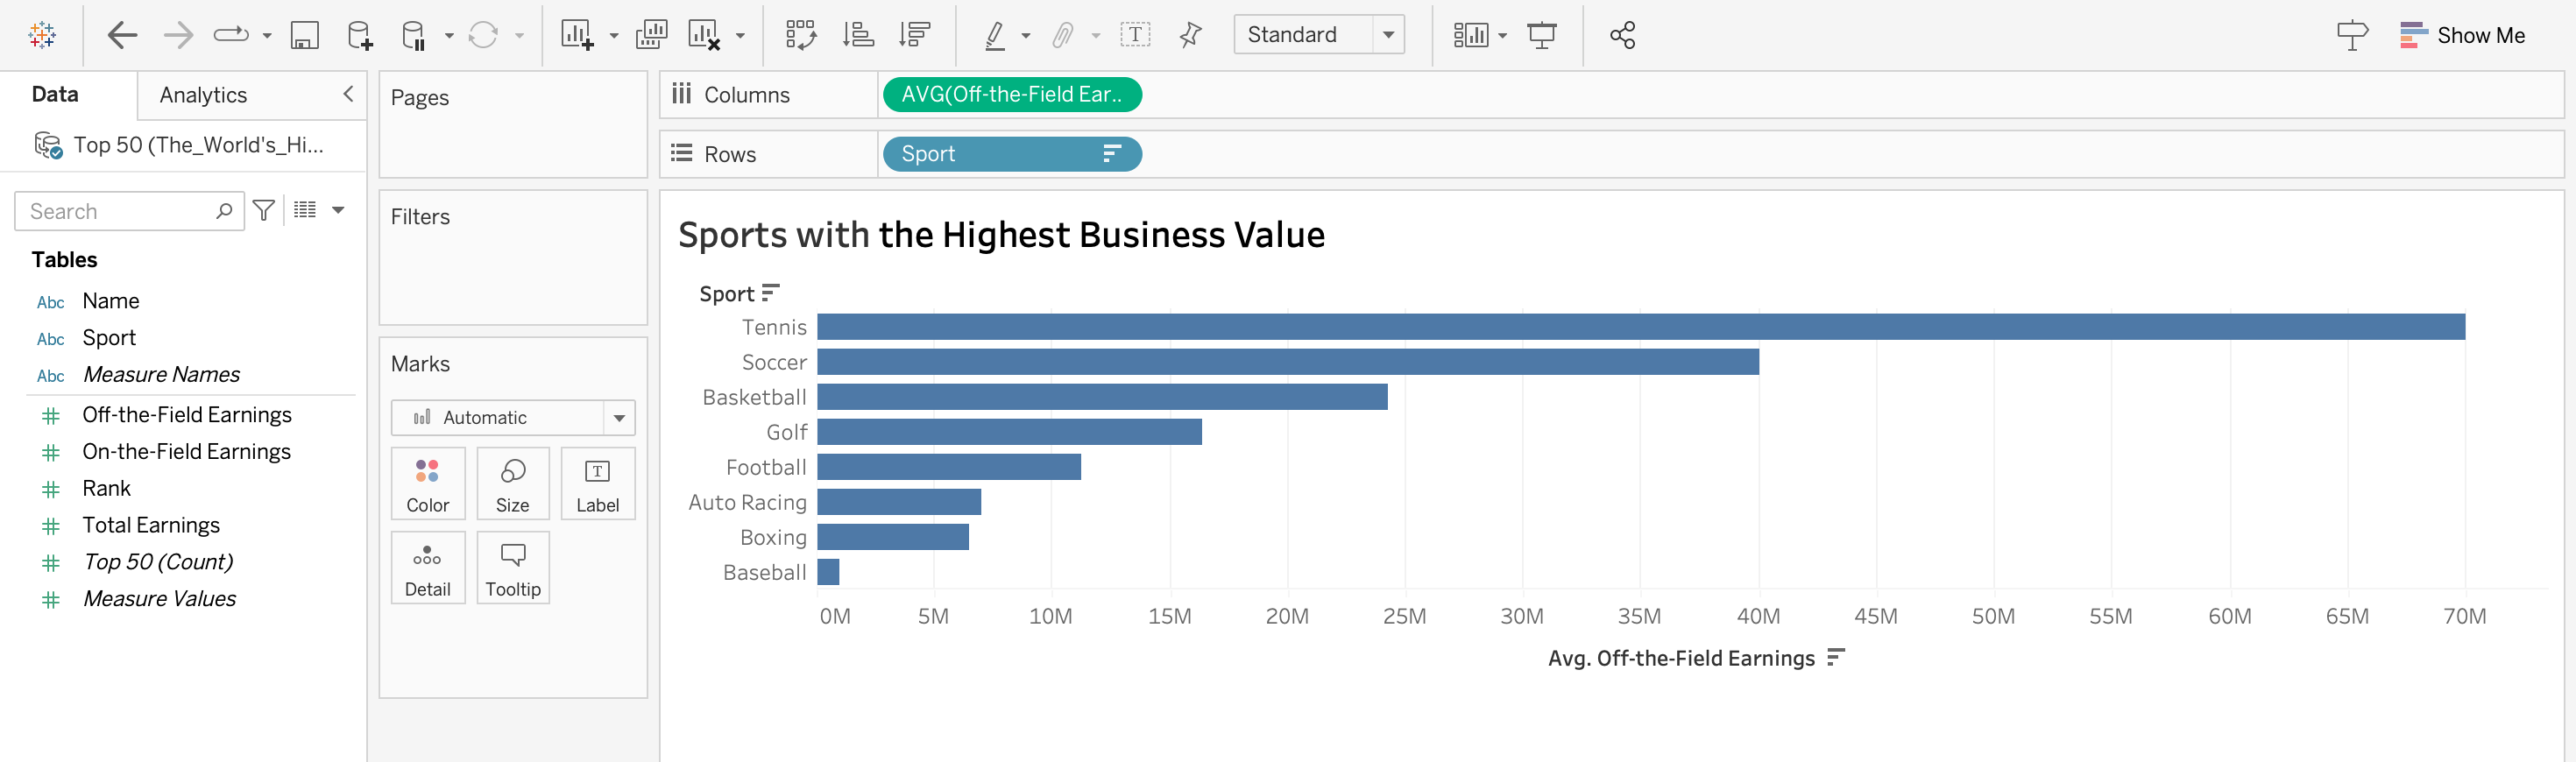 Standard
Show Me
Data
Analytics
Top 50 (The_World's_Hi...
Search
Tables
Abc Name
Abc Sport
Abc Measure Names
Off-the-Field Earnings
On-the-Field Earnings
Rank
Total Earnings
Top 50 (Count)
Measure Values
Pages
Filters
Marks
Automatic
Color Size Label
Detail Tooltip
Columns AVG(Off-the-Field Ear..
Rows Sport
Sports with the Highest Business Value
Sport
Tennis
Soccer
Basketball
Golf
Football
Auto Racing
Boxing
Baseball
0M 5M 10M 15M 20M 25M 30M 35M 40M 45M 50M 55M 60M 65M 70M
Avg. Off-the-Field Earnings